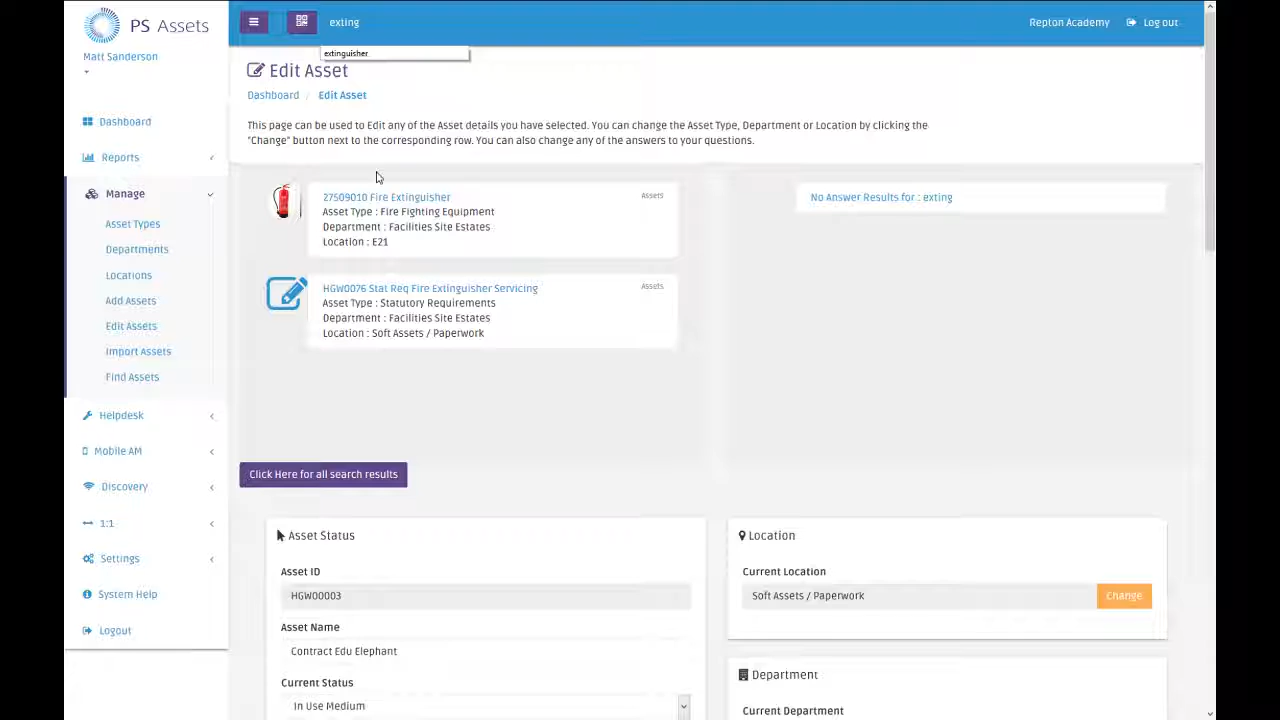 PS Assets
Matt Sanderson
Dashboard
Reports
Manage
Asset Types
Departments
Locations
Add Assets
Edit Assets
Import Assets
Find Assets
Helpdesk
Mobile AM
Discovery
1:1
Settings
System Help
Logout
exting
Repton Academy
Log out
extinguisher
Edit Asset
Dashboard / Edit Asset
This page can be used to Edit any of the Asset details you have selected. You can change the Asset Type, Department or Location by clicking the
"Change" button next to the corresponding row. You can also change any of the answers to your questions.
27509010 Fire Extinguisher
Assets
Asset Type : Fire Fighting Equipment
Department : Facilities Site Estates
Location : E21
HGW0076 Stat Req Fire Extinguisher Servicing
Assets
Asset Type : Statutory Requirements
Department : Facilities Site Estates
Location : Soft Assets / Paperwork
No Answer Results for : exting
Click Here for all search results
Asset Status
Asset ID
HGW00003
Asset Name
Contract Edu Elephant
Current Status
In Use Medium
Location
Current Location
Soft Assets / Paperwork
Change
Department
Current Department